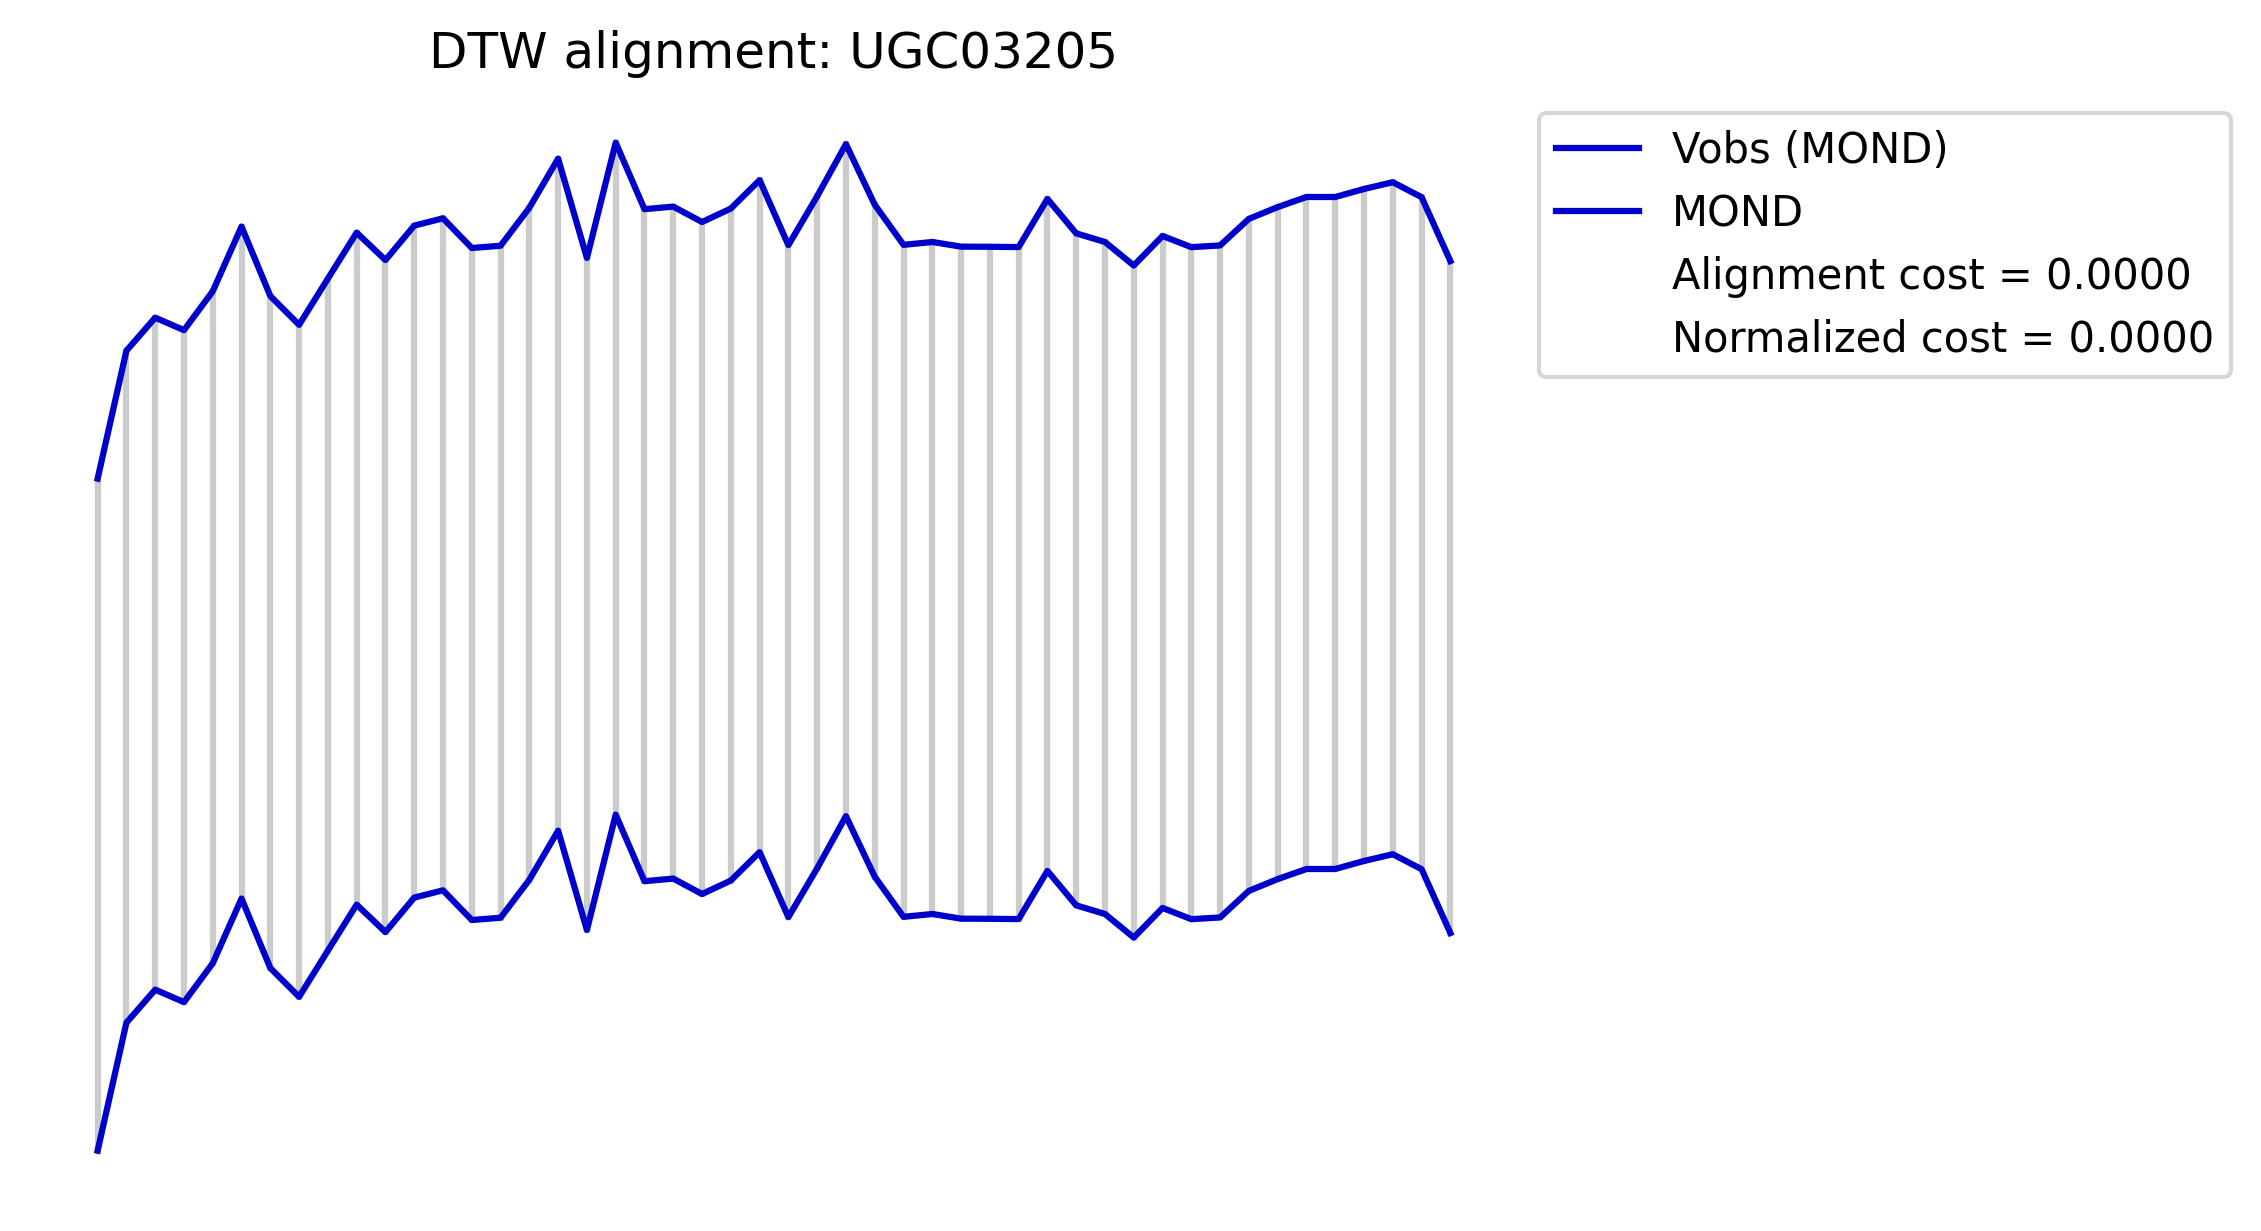 DTW alignment: UGC03205
Vobs (MOND)
MOND
Alignment cost = 0.0000
Normalized cost = 0.0000